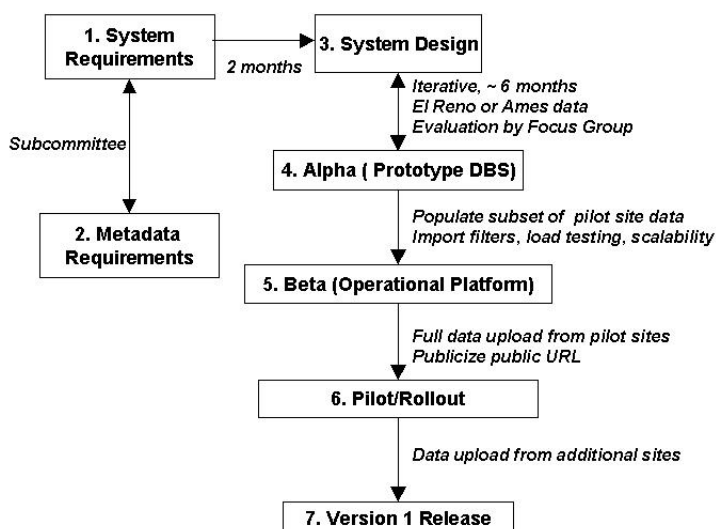 1. System
Requirements
2 months
3. System Design
Iterative, ~ 6 months
El Reno or Ames data
Evaluation by Focus Group
Subcommittee
2. Metadata
Requirements
4. Alpha ( Prototype DBS)
Populate subset of pilot site data
Import filters, load testing, scalability
5. Beta (Operational Platform)
Full data upload from pilot sites
Publicize public URL
6. Pilot/Rollout
Data upload from additional sites
7. Version 1 Release